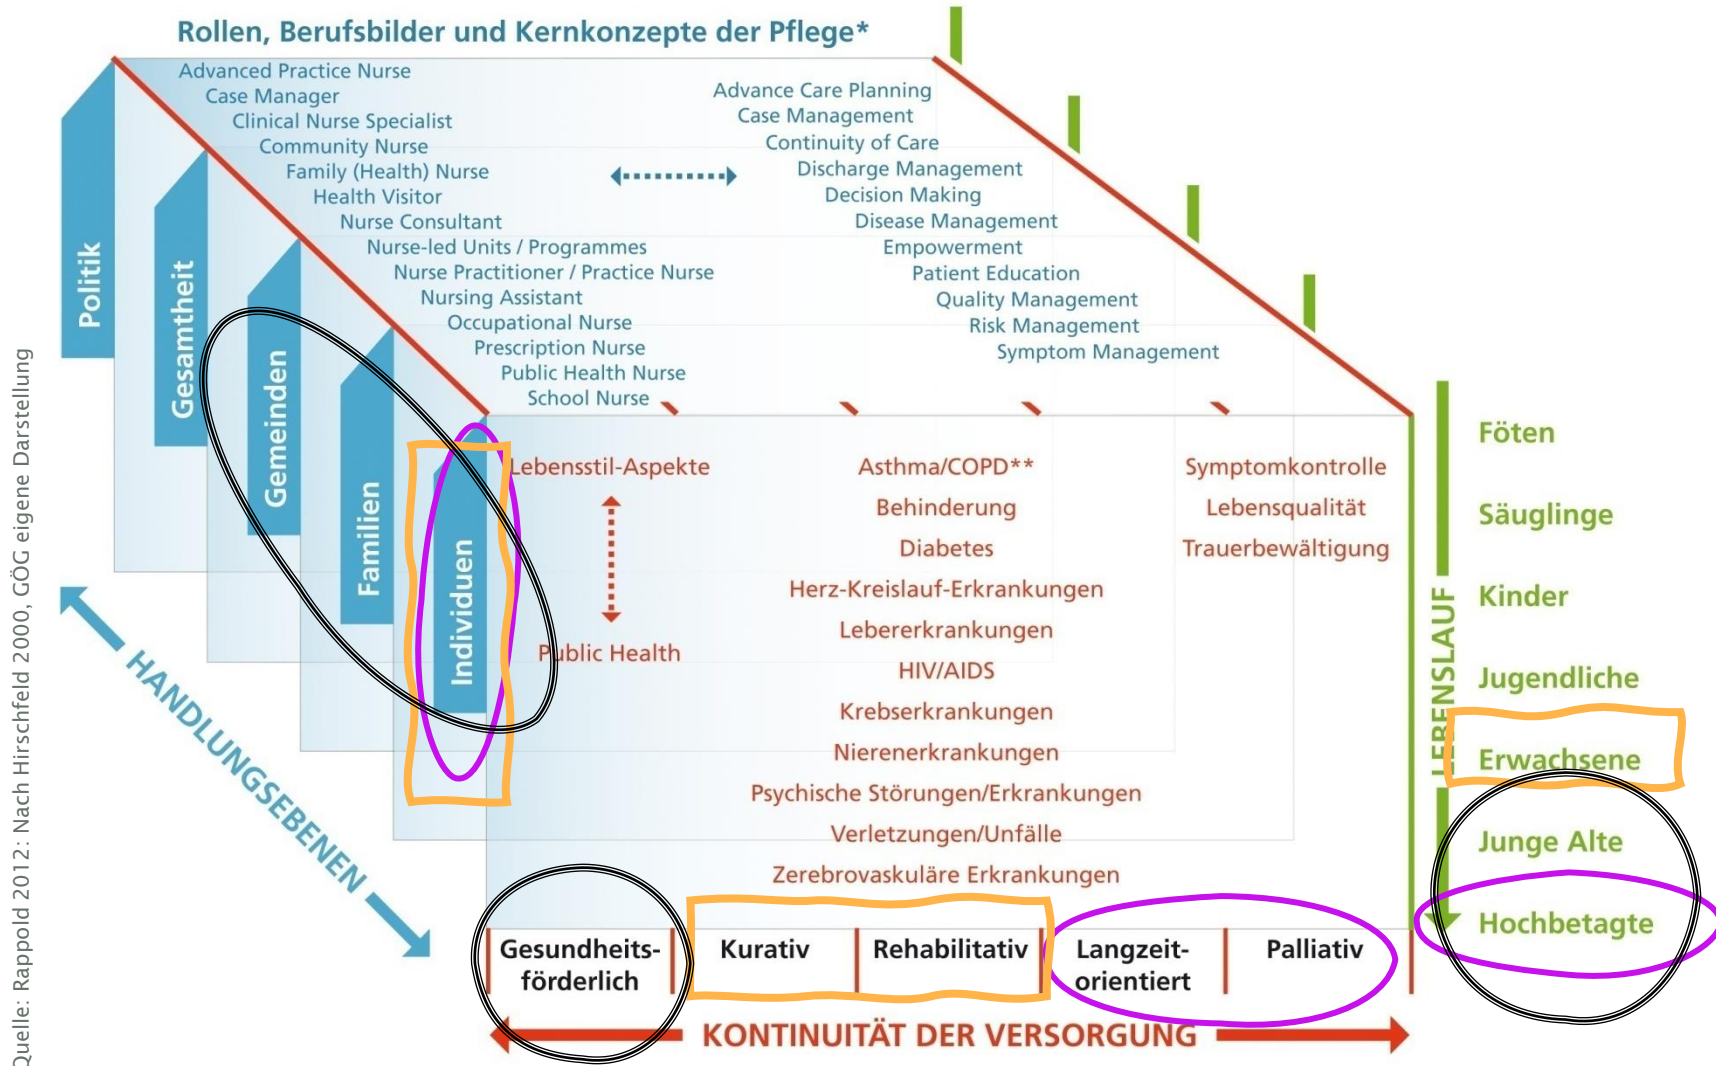 Rollen, Berufsbilder und Kernkonzepte der Pflege*
Advanced Practice Nurse
Case Manager
Clinical Nurse Specialist
Community Nurse
Family (Health) Nurse
Health Visitor
Nurse Consultant
Nurse-led Units / Programmes
Nurse Practitioner / Practice Nurse
Nursing Assistant
Occupational Nurse
Prescription Nurse
Public Health Nurse
School Nurse
Advance Care Planning
Case Management
Continuity of Care
Discharge Management
Decision Making
Disease Management
Empowerment
Patient Education
Quality Management
Risk Management
Symptom Management
Politik
Gesamtheit
Gemeinden
Familien
Individuen
HANDLUNGSEBENEN
Lebensstil-Aspekte
Public Health
Asthma/COPD**
Behinderung
Diabetes
Herz-Kreislauf-Erkrankungen
Lebererkrankungen
HIV/AIDS
Krebserkrankungen
Nierenerkrankungen
Psychische Störungen/Erkrankungen
Verletzungen/Unfälle
Zerebrovaskuläre Erkrankungen
Symptomkontrolle
Lebensqualität
Trauerbewältigung
LEBENSLAUF
Föten
Säuglinge
Kinder
Jugendliche
Erwachsene
Junge Alte
Hochbetagte
Gesundheits-
förderlich
Kurativ
Rehabilitativ
Langzeit-
orientiert
Palliativ
KONTINUITÄT DER VERSORGUNG
Quelle: Rappold 2012: Nach Hirschfeld 2000, GÖG eigene Darstellung